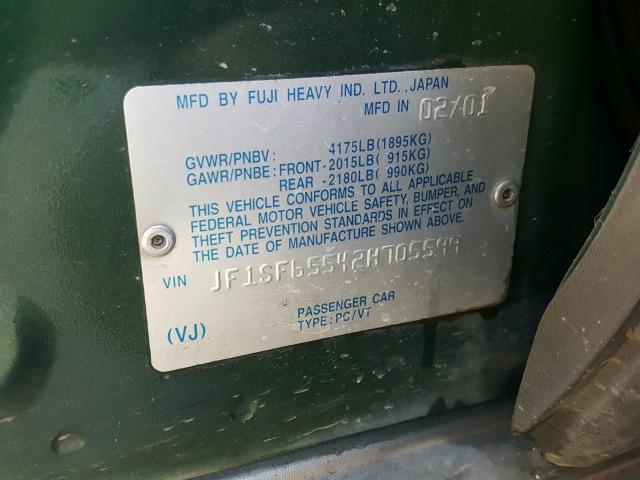 MFD BY FUJI HEAVY IND. LTD.,JAPAN
MFD IN 02/01
GVWR/PNBV: 4175LB(1895KG)
GAWR/PNBE: FRONT-2015LB( 915KG)
REAR -2180LB( 990KG)
THIS VEHICLE CONFORMS TO ALL APPLICABLE
FEDERAL MOTOR VEHICLE SAFETY, BUMPER, AND
THEFT PREVENTION STANDARDS IN EFFECT ON
THE DATE OF MANUFACTURE SHOWN ABOVE.
VIN JF1SF65542H705599
PASSENGER CAR
(VJ) TYPE: PC/VT